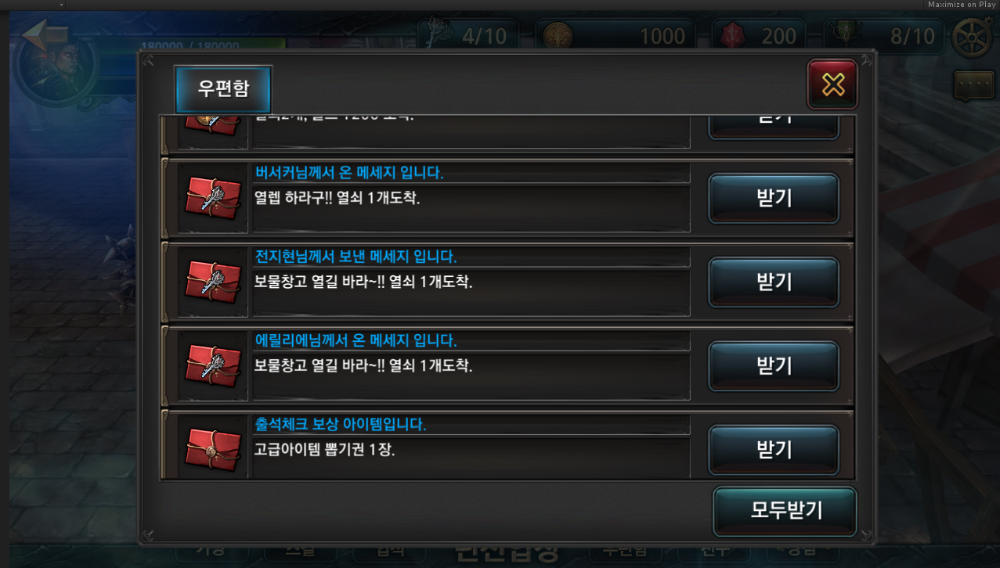 Maximize on Play
180000 / 180000
4/10
1000
200
8/10
우편함
받기
버서커님께서 온 메세지 입니다.
열렙 하라구!! 열쇠 1개도착.
받기
전지현님께서 보낸 메세지 입니다.
보물창고 열길 바라~!! 열쇠 1개도착.
받기
에릴리에님께서 온 메세지 입니다.
보물창고 열길 바라~!! 열쇠 1개도착.
받기
출석체크 보상 아이템입니다.
고급아이템 뽑기권 1장.
받기
모두받기
우편함